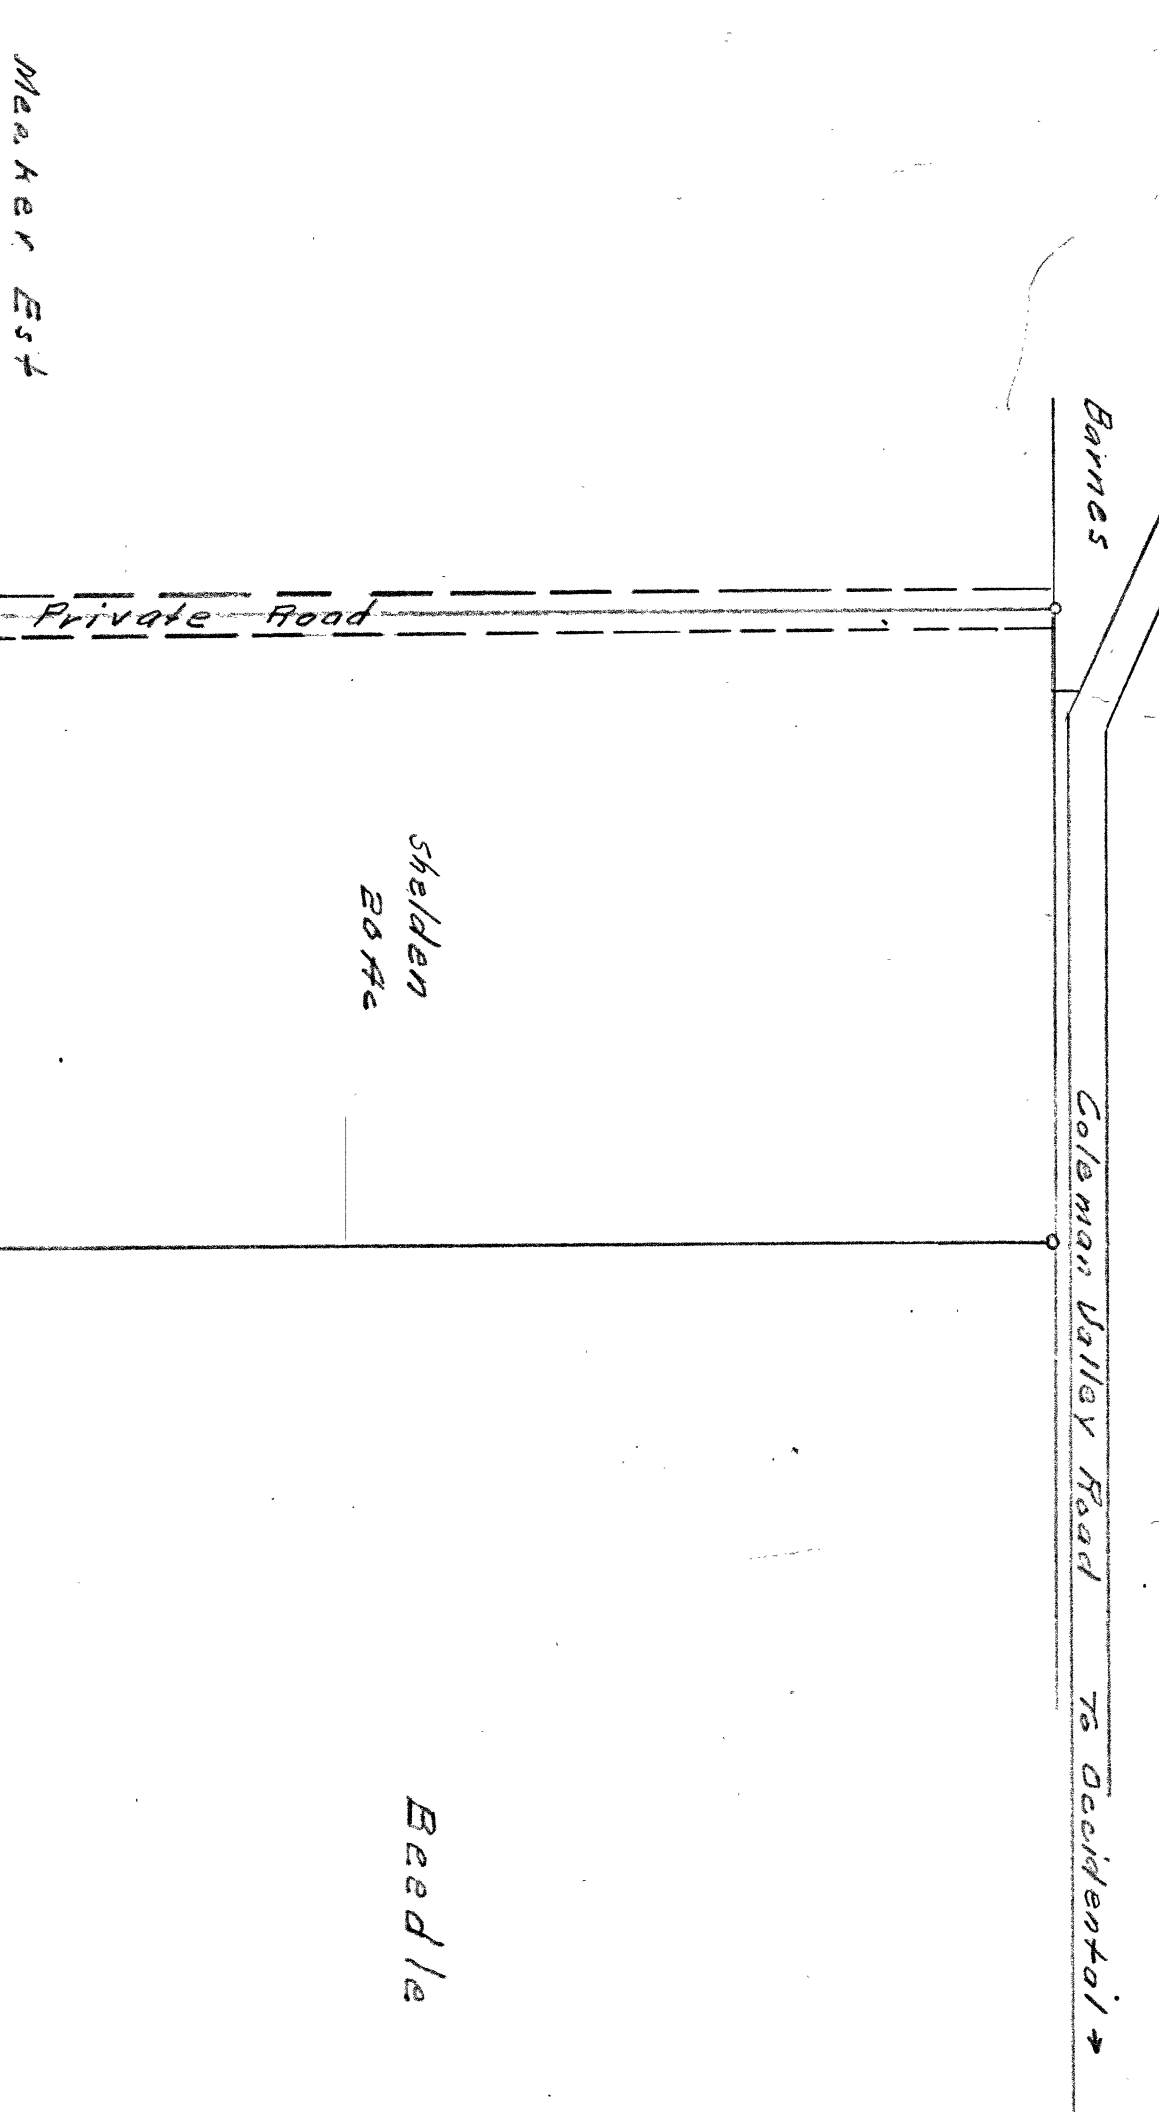 Barnes
Coleman Valley Road To Occidental →
Shelden
20 Ac
Beedle
Meeker Est
Private Road